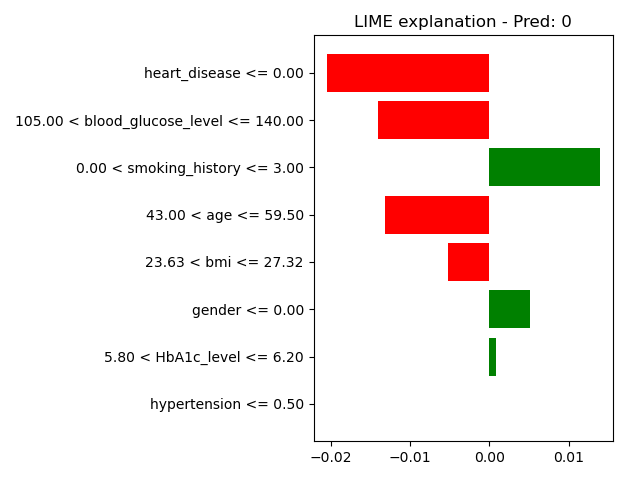 LIME explanation - Pred: 0
heart_disease <= 0.00
105.00 < blood_glucose_level <= 140.00
0.00 < smoking_history <= 3.00
43.00 < age <= 59.50
23.63 < bmi <= 27.32
gender <= 0.00
5.80 < HbA1c_level <= 6.20
hypertension <= 0.50
−0.02 −0.01 0.00 0.01